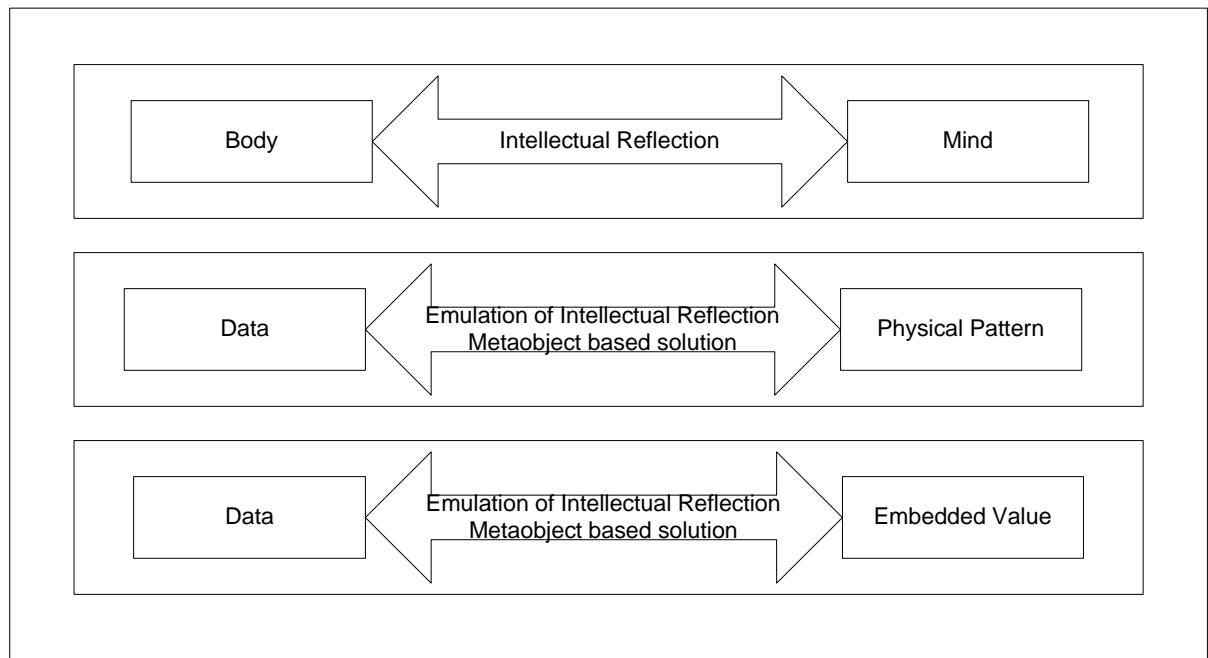 Body
Intellectual Reflection
Mind
Data
Emulation of Intellectual Reflection
Metaobject based solution
Physical Pattern
Data
Emulation of Intellectual Reflection
Metaobject based solution
Embedded Value